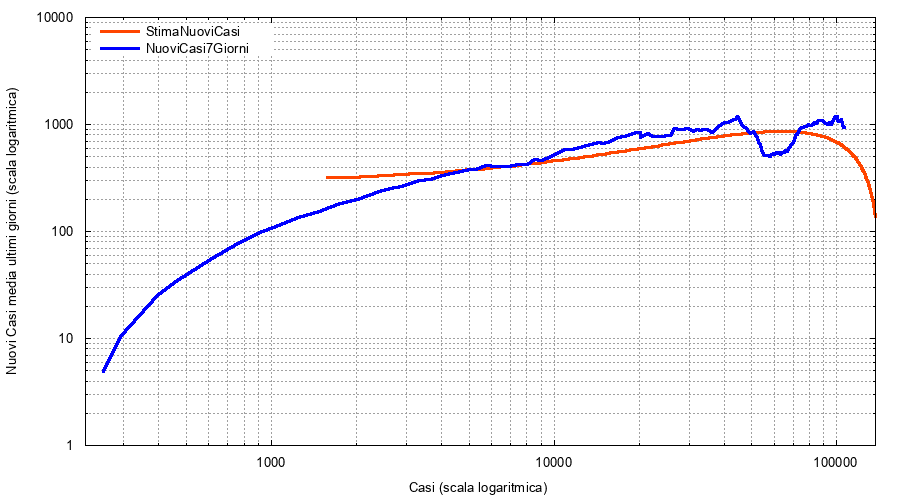 10000
StimaNuoviCasi
NuoviCasi7Giorni
1000
100
10
1
Nuovi Casi media ultimi giorni (scala logaritmica)
1000
10000
100000
Casi (scala logaritmica)